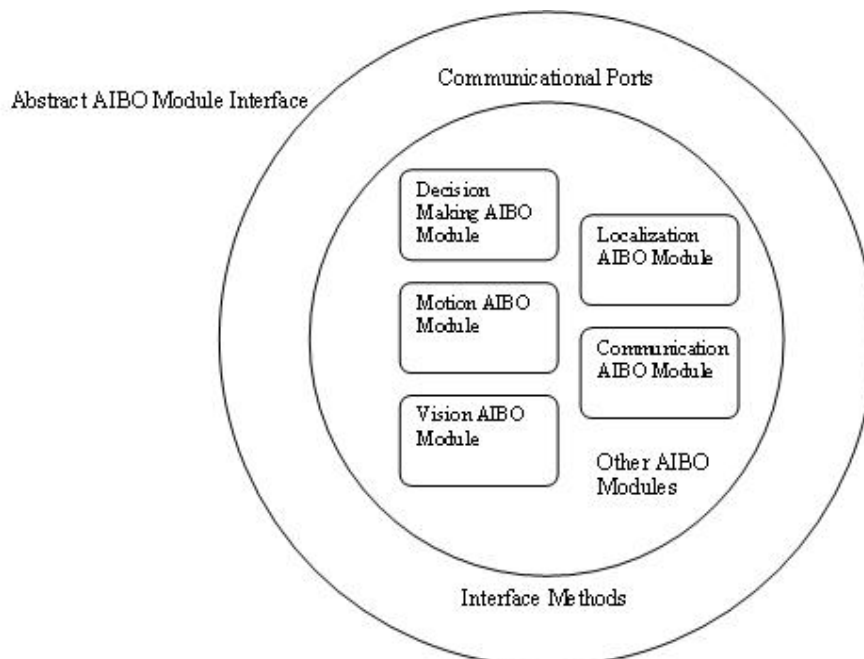 Communicational Ports
Abstract AIBO Module Interface
Decision
Making AIBO
Module
Localization
AIBO Module
Motion AIBO
Module
Communication
AIBO Module
Vision AIBO
Module
Other AIBO
Modules
Interface Methods